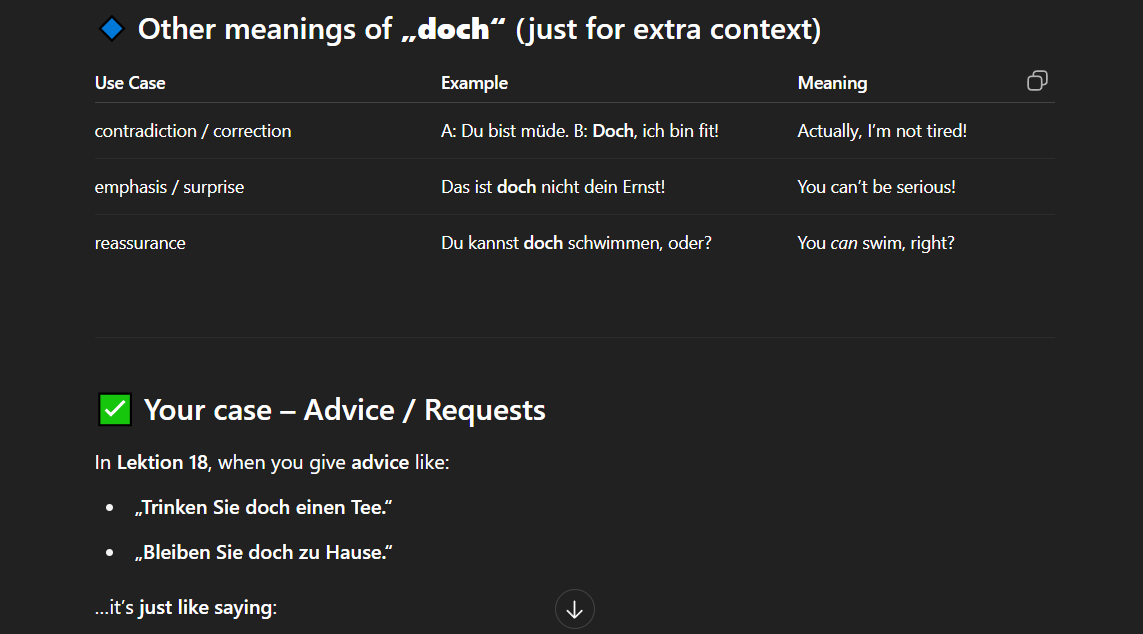 Other meanings of „doch“ (just for extra context)
Use Case Example Meaning
contradiction / correction A: Du bist müde. B: Doch, ich bin fit! Actually, I’m not tired!
emphasis / surprise Das ist doch nicht dein Ernst! You can’t be serious!
reassurance Du kannst doch schwimmen, oder? You can swim, right?
Your case – Advice / Requests
In Lektion 18, when you give advice like:
• „Trinken Sie doch einen Tee.“
• „Bleiben Sie doch zu Hause.“
…it’s just like saying: